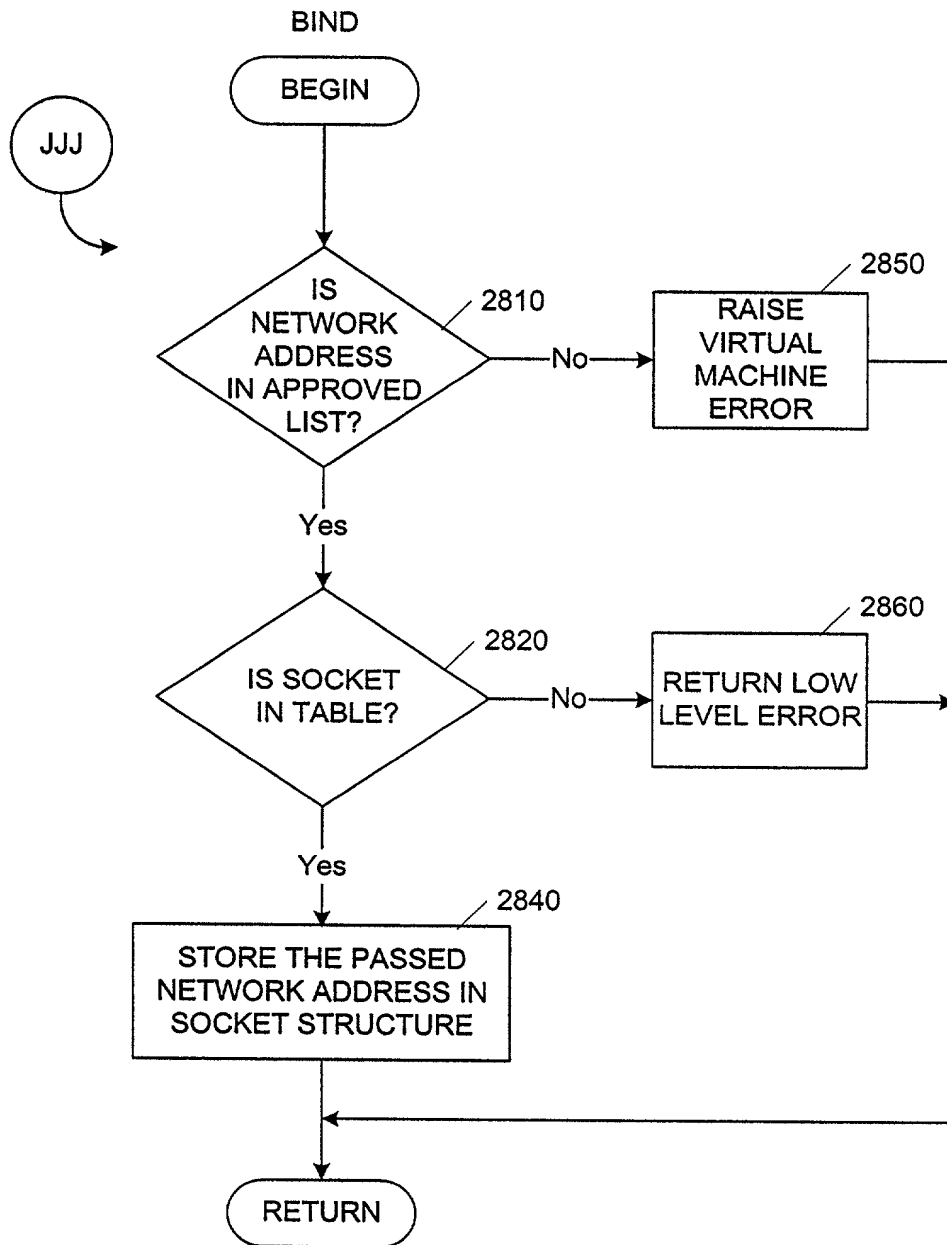 BIND
BEGIN
JJJ
IS
NETWORK
ADDRESS
IN APPROVED
LIST?
2810
No
2850
RAISE
VIRTUAL
MACHINE
ERROR
Yes
IS SOCKET
IN TABLE?
2820
No
2860
RETURN LOW
LEVEL ERROR
Yes
2840
STORE THE PASSED
NETWORK ADDRESS IN
SOCKET STRUCTURE
RETURN